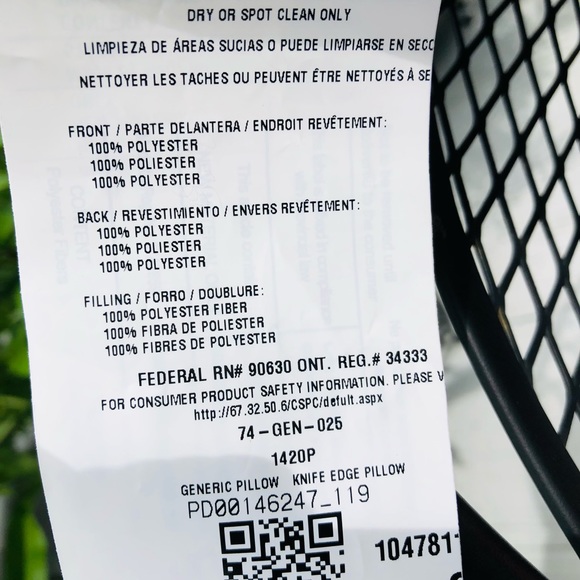 DRY OR SPOT CLEAN ONLY
LIMPIEZA DE ÁREAS SUCIAS O PUEDE LIMPIARSE EN SECC
NETTOYER LES TACHES OU PEUVENT ÊTRE NETTOYÉS À SE
FRONT / PARTE DELANTERA / ENDROIT REVÊTEMENT:
100% POLYESTER
100% POLIESTER
100% POLYESTER
BACK / REVESTIMIENTO / ENVERS REVÊTEMENT:
100% POLYESTER
100% POLIESTER
100% POLYESTER
FILLING / FORRO / DOUBLURE:
100% POLYESTER FIBER
100% FIBRA DE POLIESTER
100% FIBRES DE POLYESTER
FEDERAL RN# 90630 ONT. REG.# 34333
FOR CONSUMER PRODUCT SAFETY INFORMATION. PLEASE V
http://67.32.50.6/CSPC/defult.aspx
74-GEN-025
1420P
GENERIC PILLOW KNIFE EDGE PILLOW
PD00146247_119
104781